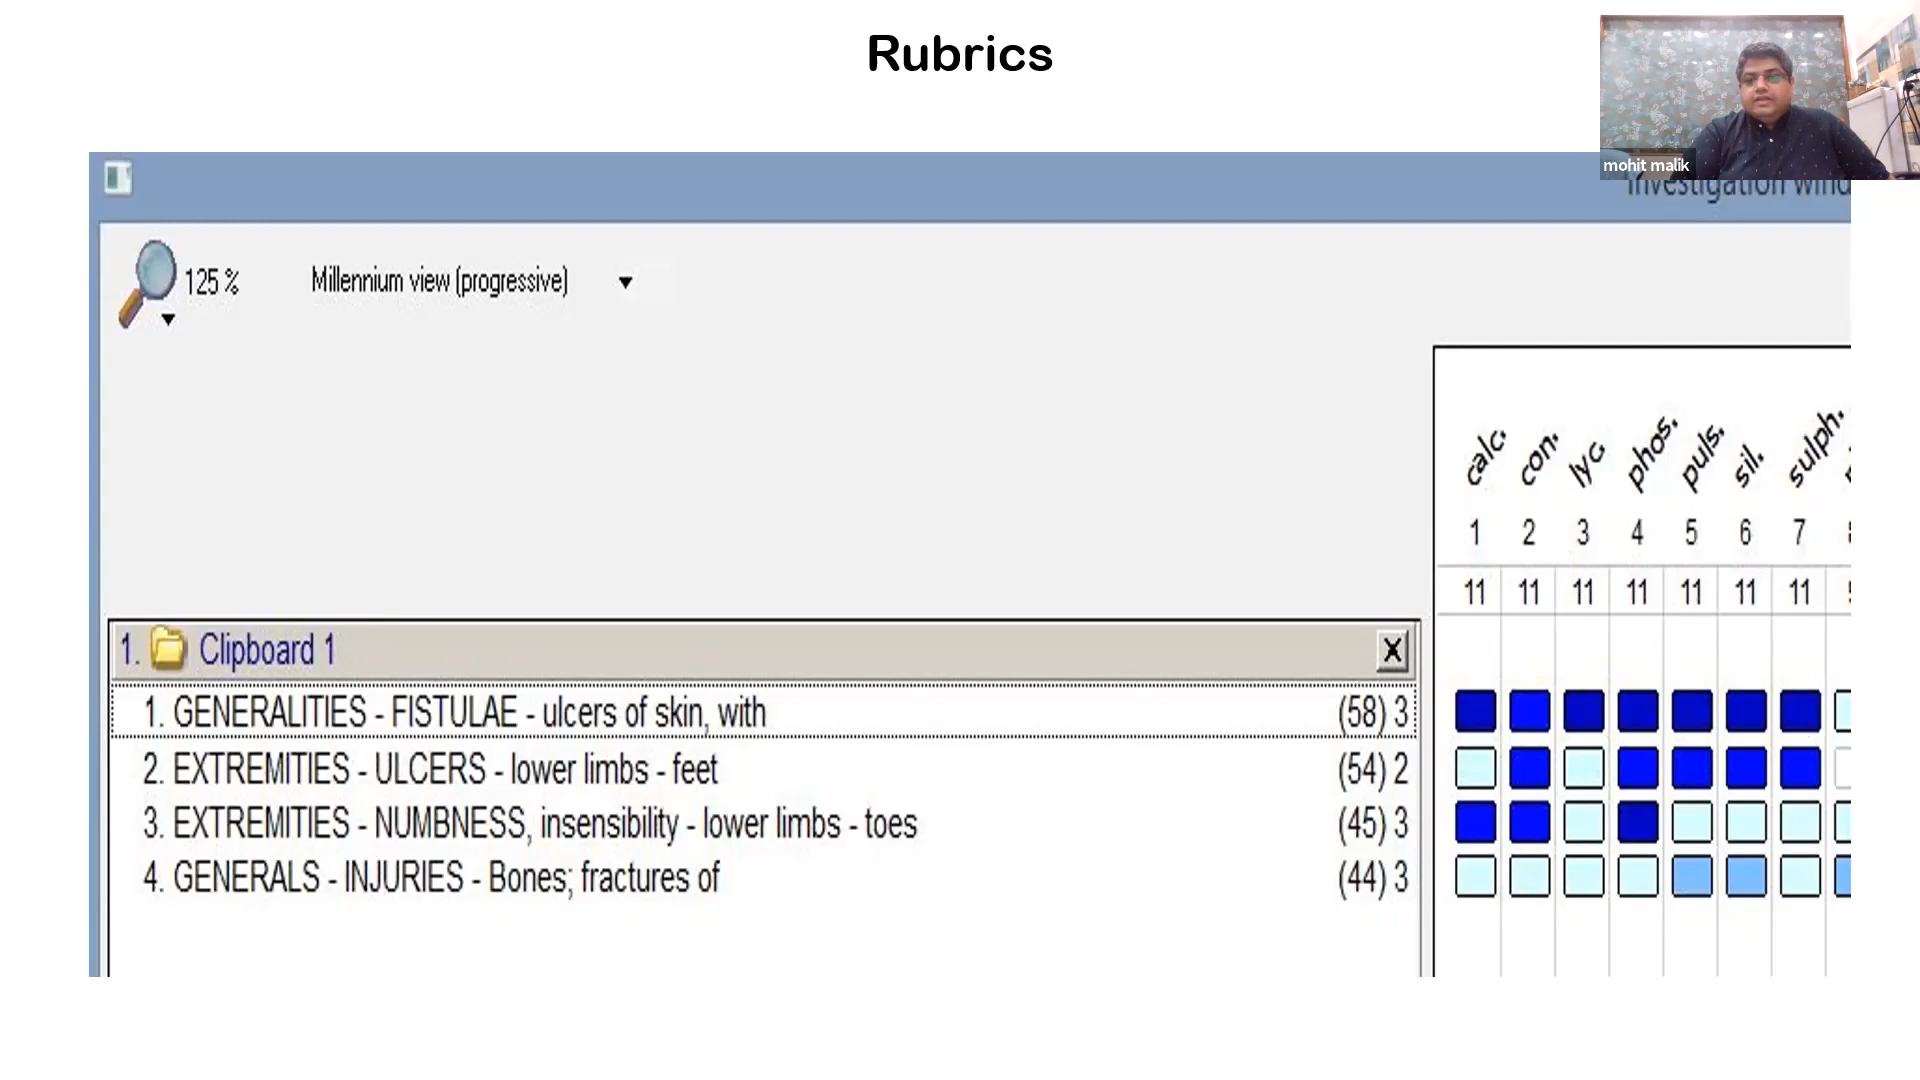 Rubrics
mohit malik
Investigation wind
125 %
Millennium view (progressive)
calc. con. lyc. phos. puls. sil. sulph.
1 2 3 4 5 6 7
11 11 11 11 11 11 11
1. Clipboard 1 X
1. GENERALITIES - FISTULAE - ulcers of skin, with (58) 3
2. EXTREMITIES - ULCERS - lower limbs - feet (54) 2
3. EXTREMITIES - NUMBNESS, insensibility - lower limbs - toes (45) 3
4. GENERALS - INJURIES - Bones; fractures of (44) 3